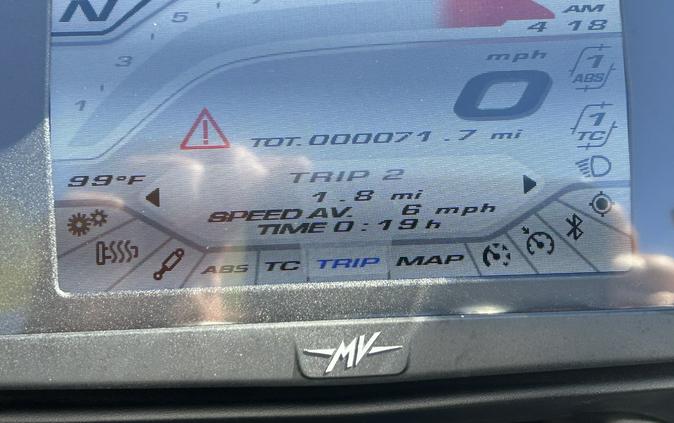 N
5
3
1
AM
4 18
mph
0
1
ABS
1
TC
TOT. 000071.7 mi
99°F
TRIP 2
1.8 mi
SPEED AV. 6 mph
TIME 0:19 h
ABS TC TRIP MAP
MV